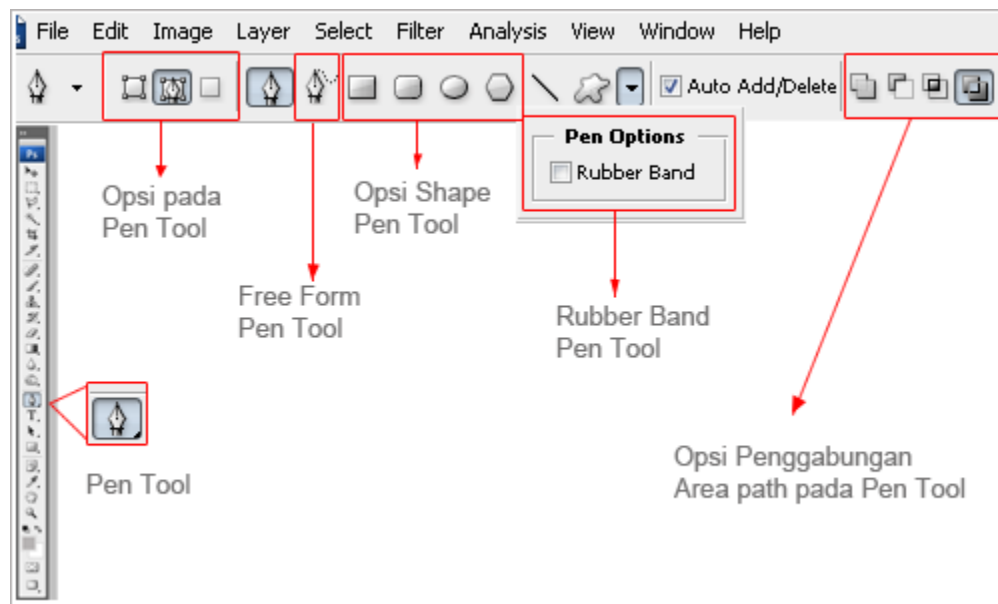 File Edit Image Layer Select Filter Analysis View Window Help
Auto Add/Delete
Pen Options
Rubber Band
Ps
Opsi pada
Pen Tool
Opsi Shape
Pen Tool
Free Form
Pen Tool
Rubber Band
Pen Tool
T
Pen Tool
Opsi Penggabungan
Area path pada Pen Tool